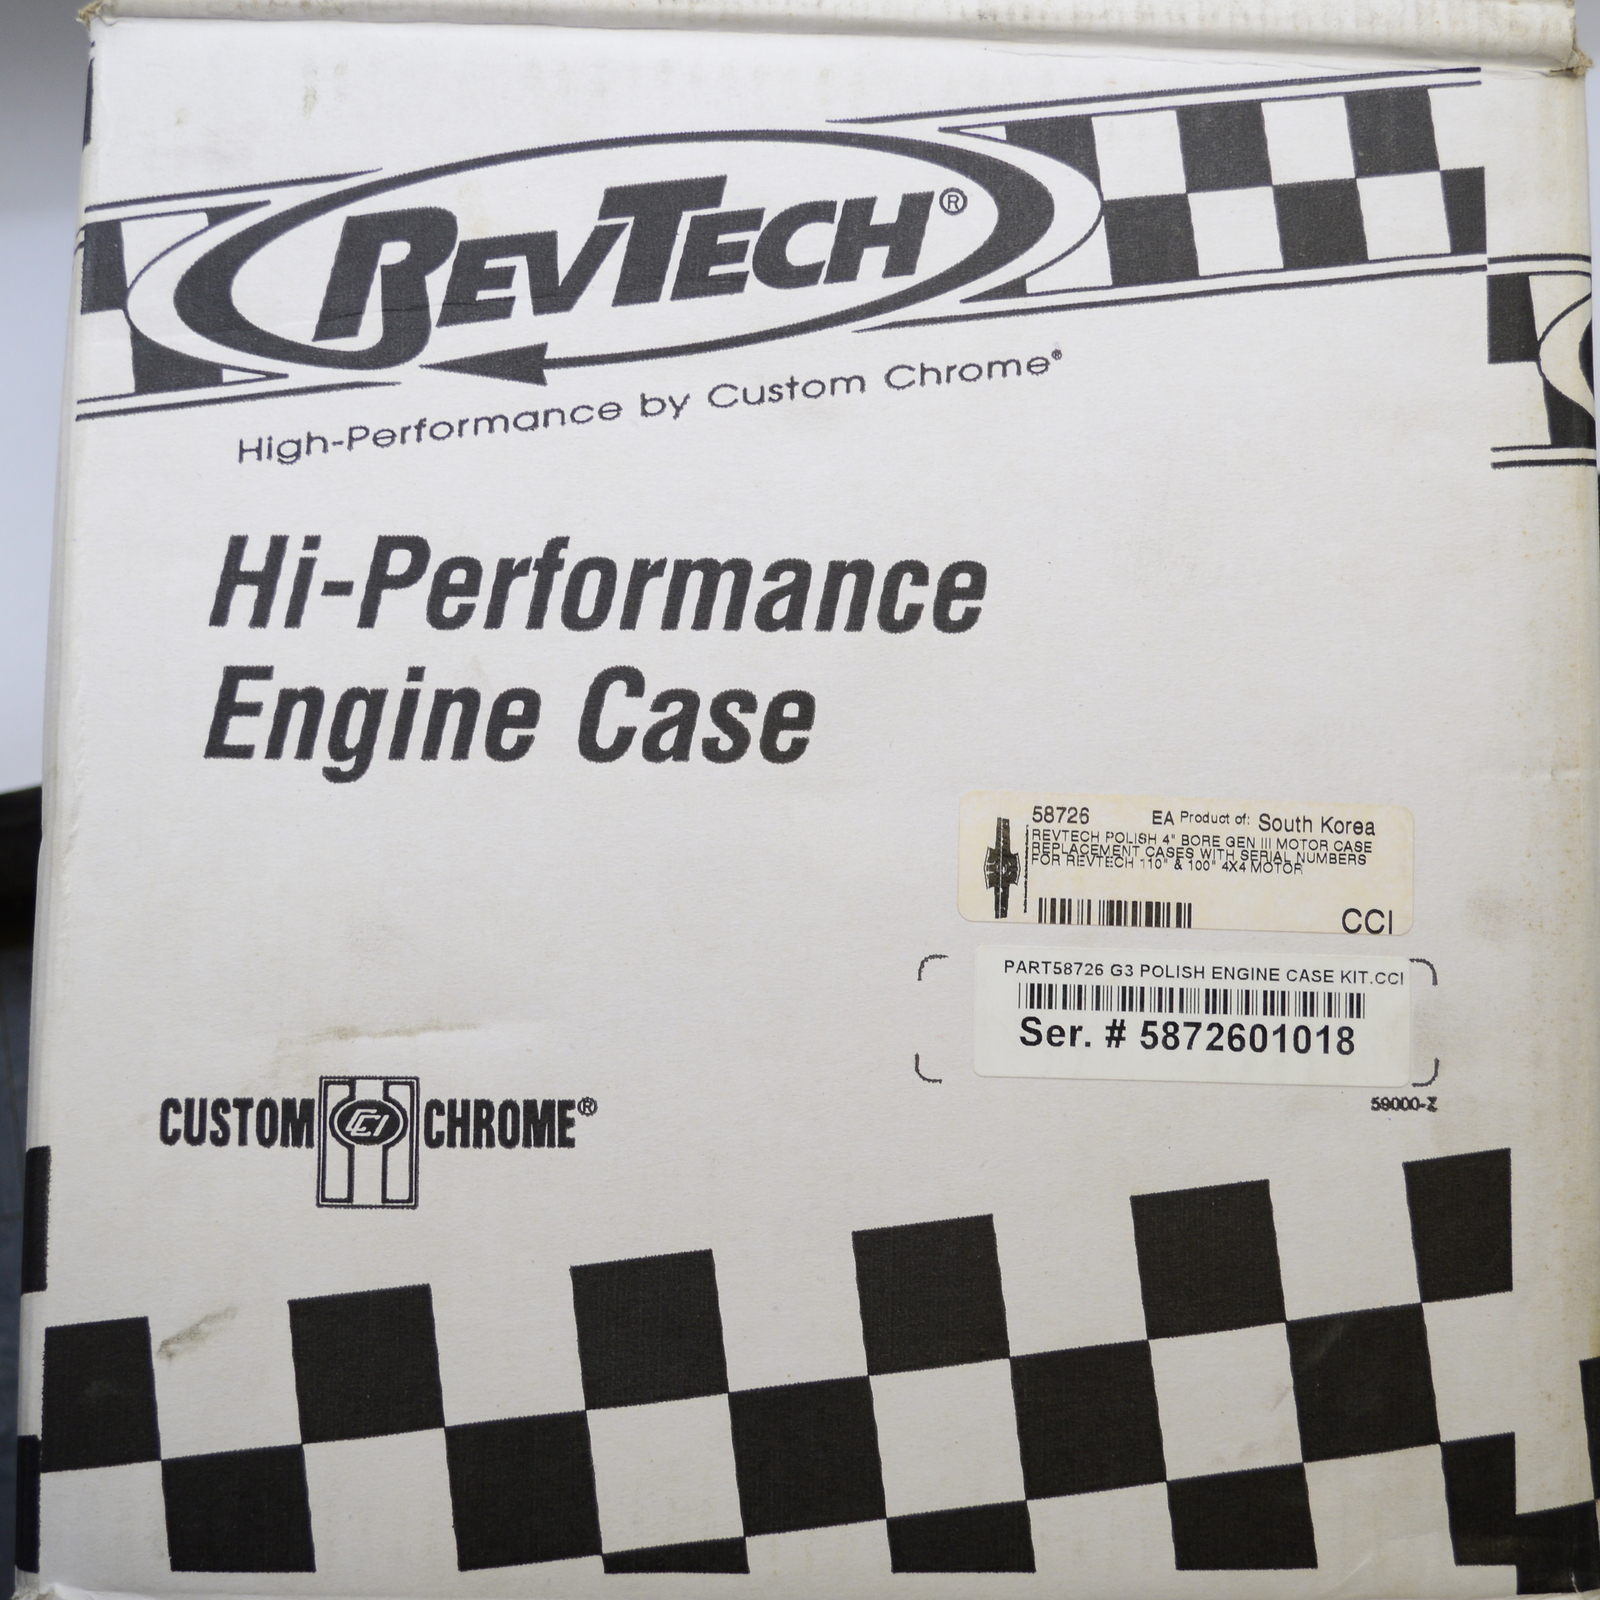 REVTECH®
High-Performance by Custom Chrome®
Hi-Performance
Engine Case
58726 EA Product of: South Korea
REVTECH POLISH 4" BORE GEN III MOTOR CASE
REPLACEMENT CASES WITH SERIAL NUMBERS
FOR REVTECH 110" & 100" 4X4 MOTOR
CCI
PART58726 G3 POLISH ENGINE CASE KIT.CCI
Ser. # 5872601018
59000-Z
CUSTOM CCI CHROME®